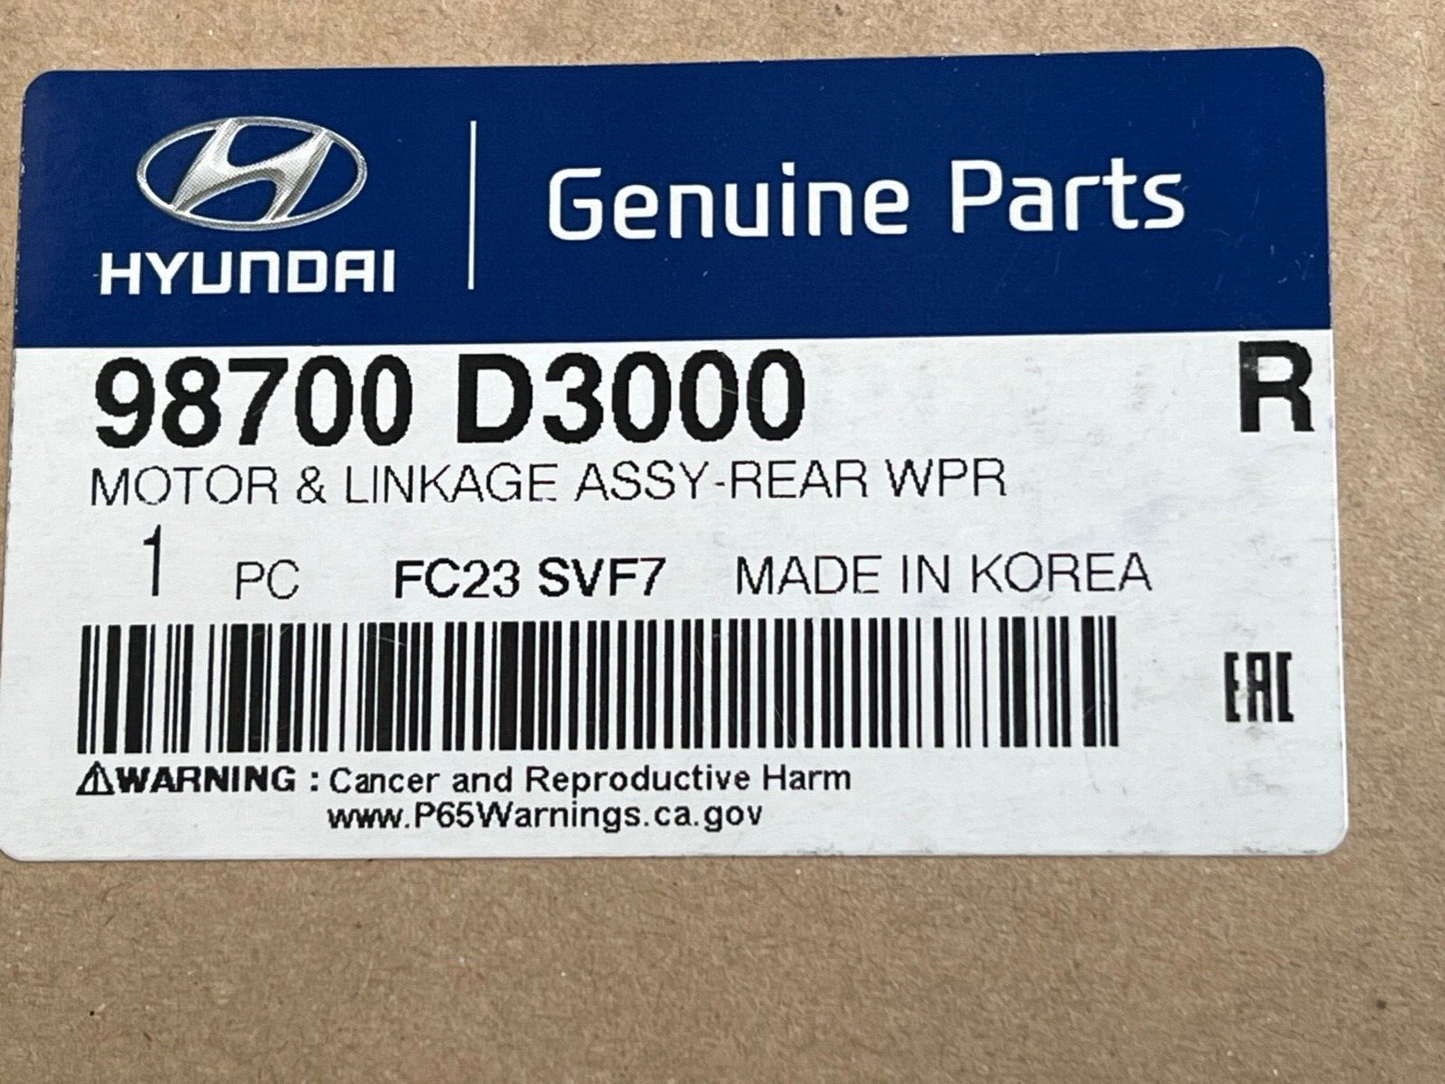 HYUNDAI
Genuine Parts
98700 D3000 R
MOTOR & LINKAGE ASSY-REAR WPR
1 PC FC23 SVF7 MADE IN KOREA
EAC
⚠WARNING : Cancer and Reproductive Harm
www.P65Warnings.ca.gov